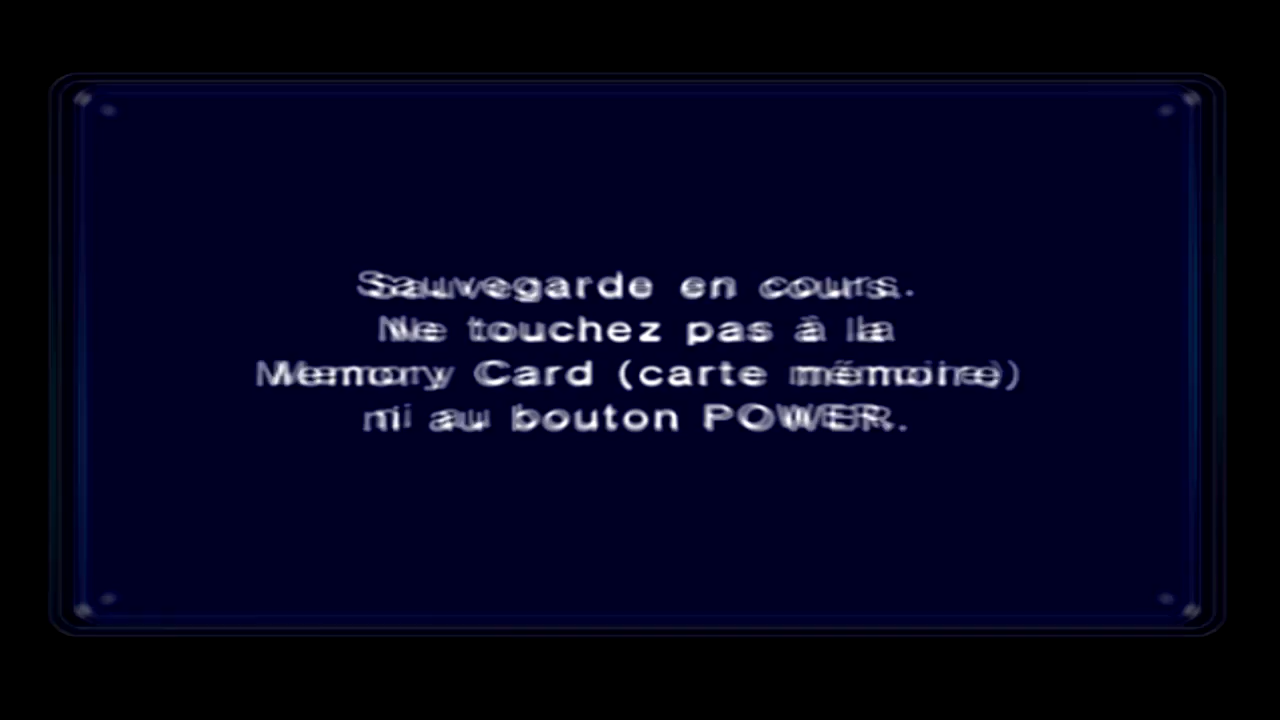 Sauvegarde en cours.
Ne touchez pas à la
Memory Card (carte mémoire)
ni au bouton POWER.